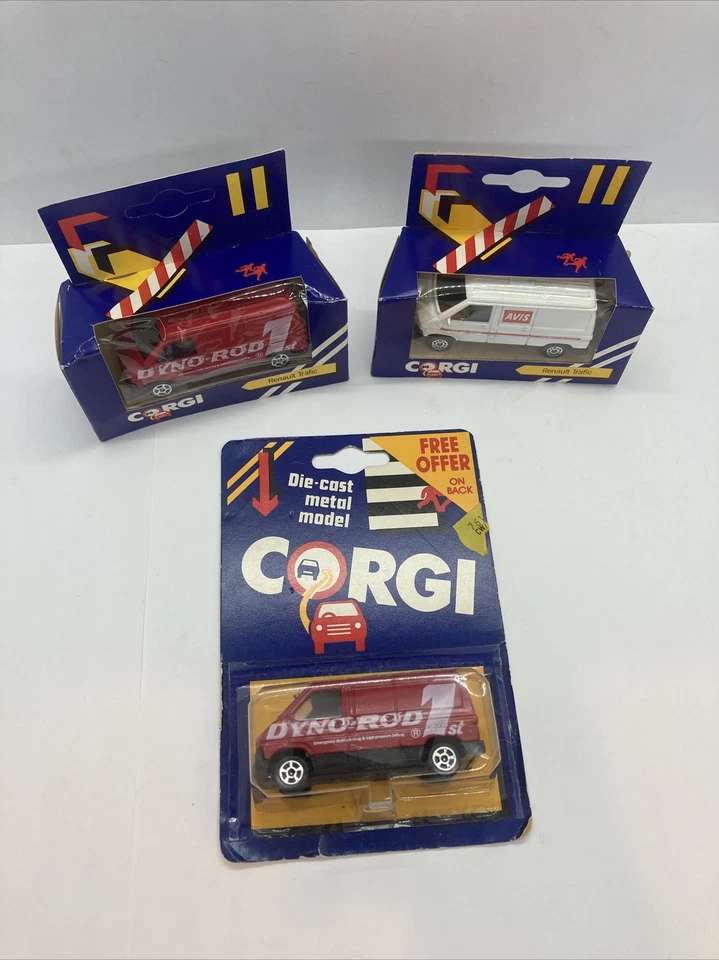 DYNO-ROD 1st
®
CORGI
Renault Trafic
AVIS
CORGI
Renault Trafic
Die-cast
metal
model
FREE
OFFER
ON
BACK
CORGI
DYNO-ROD 1st
®